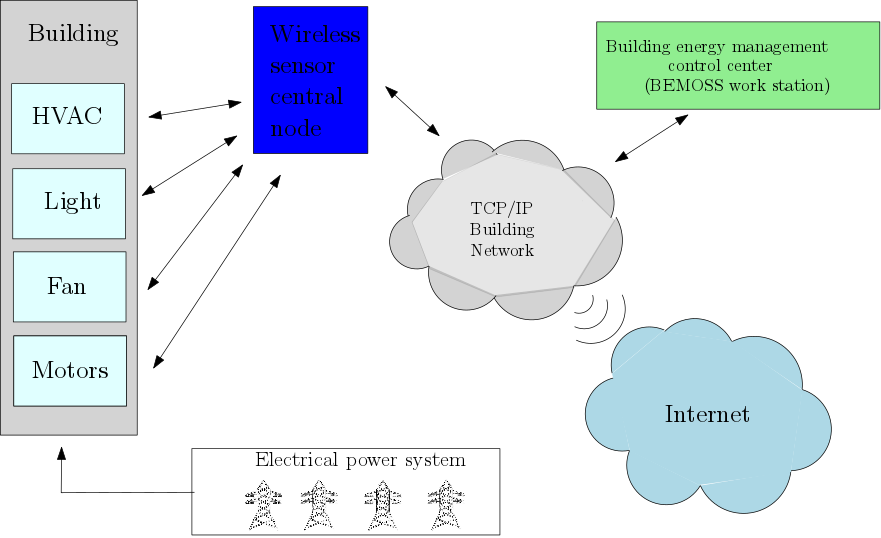 Building
HVAC
Light
Fan
Motors
Wireless
sensor
central
node
Building energy management
control center
(BEMOSS work station)
TCP/IP
Building
Network
Internet
Electrical power system